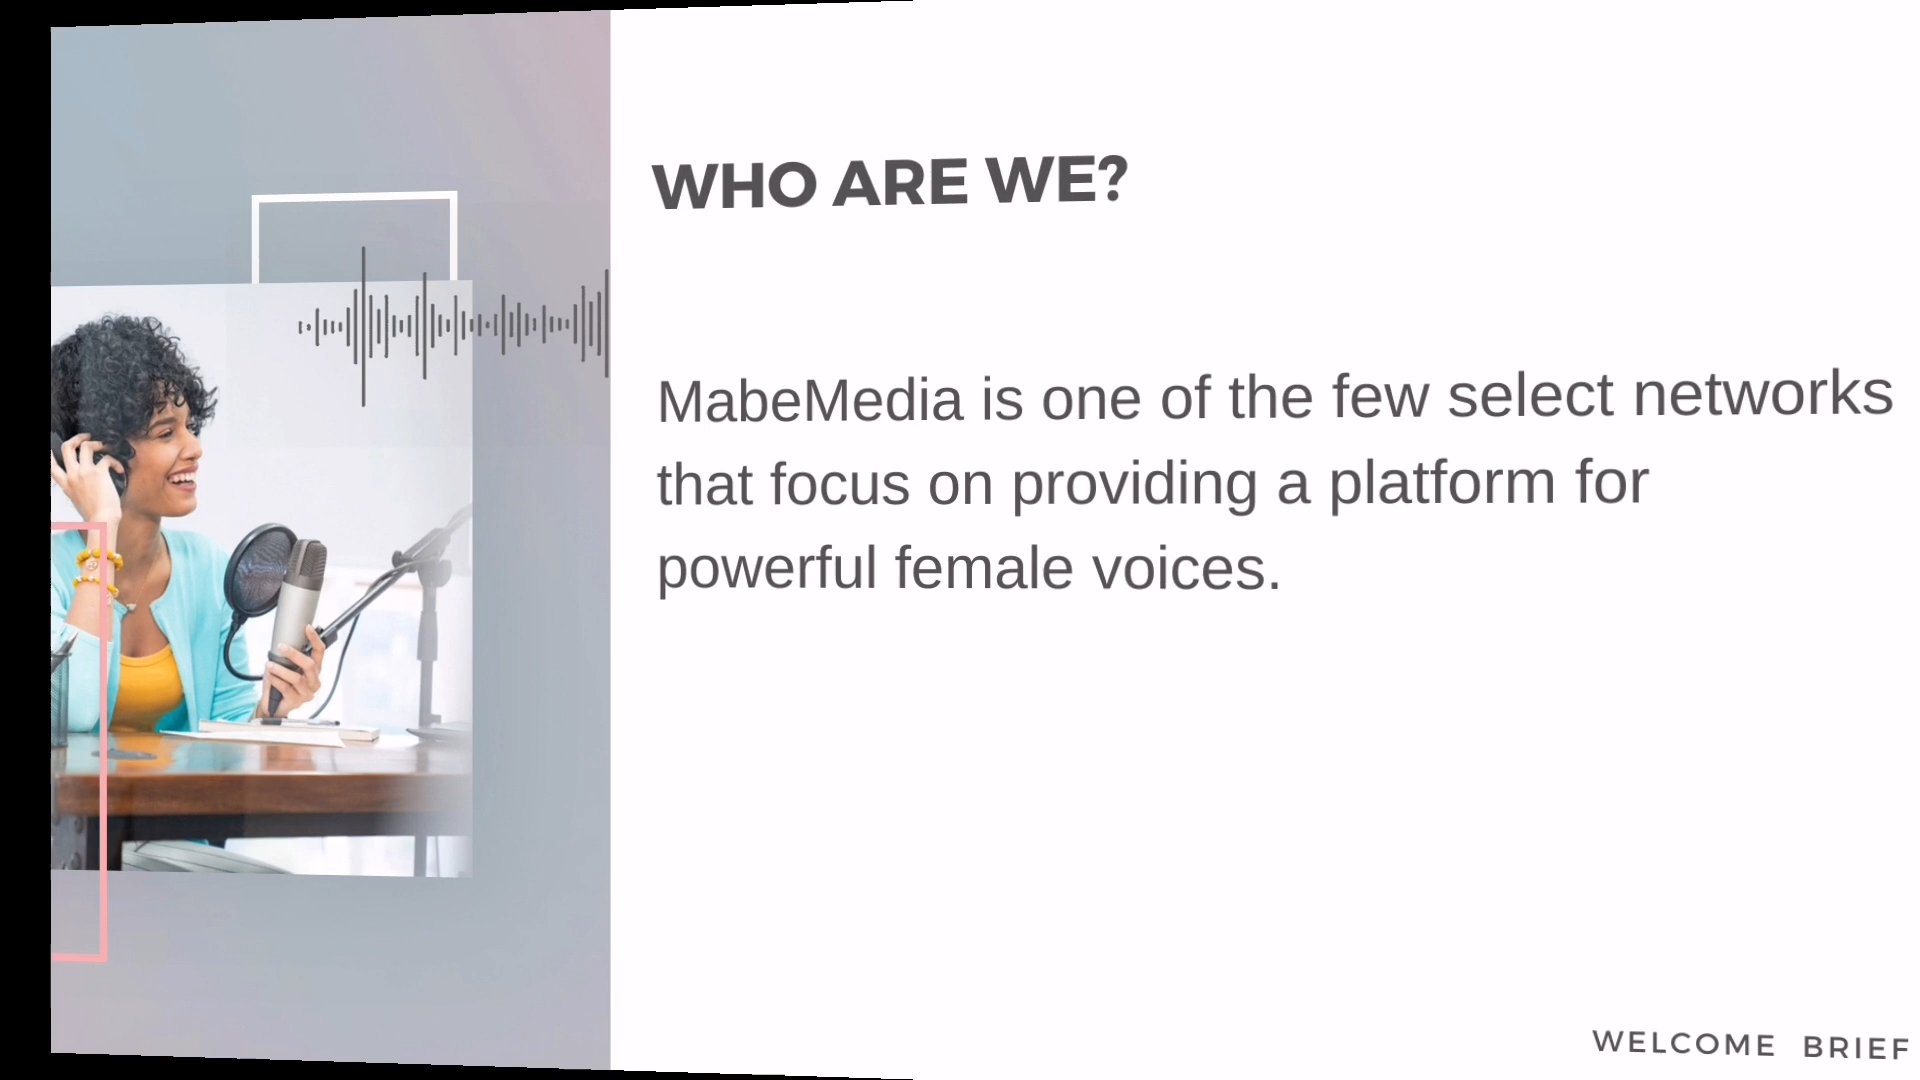 WHO ARE WE?
MabeMedia is one of the few select networks
that focus on providing a platform for
powerful female voices.
WELCOME BRIEF